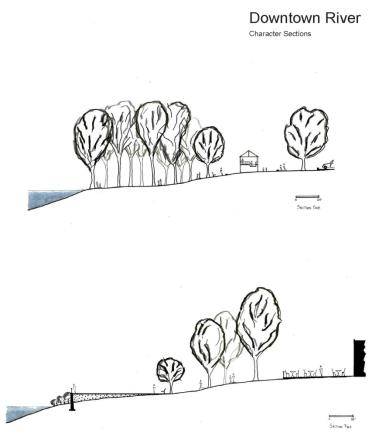 Downtown River
Character Sections
Section One
Section Two